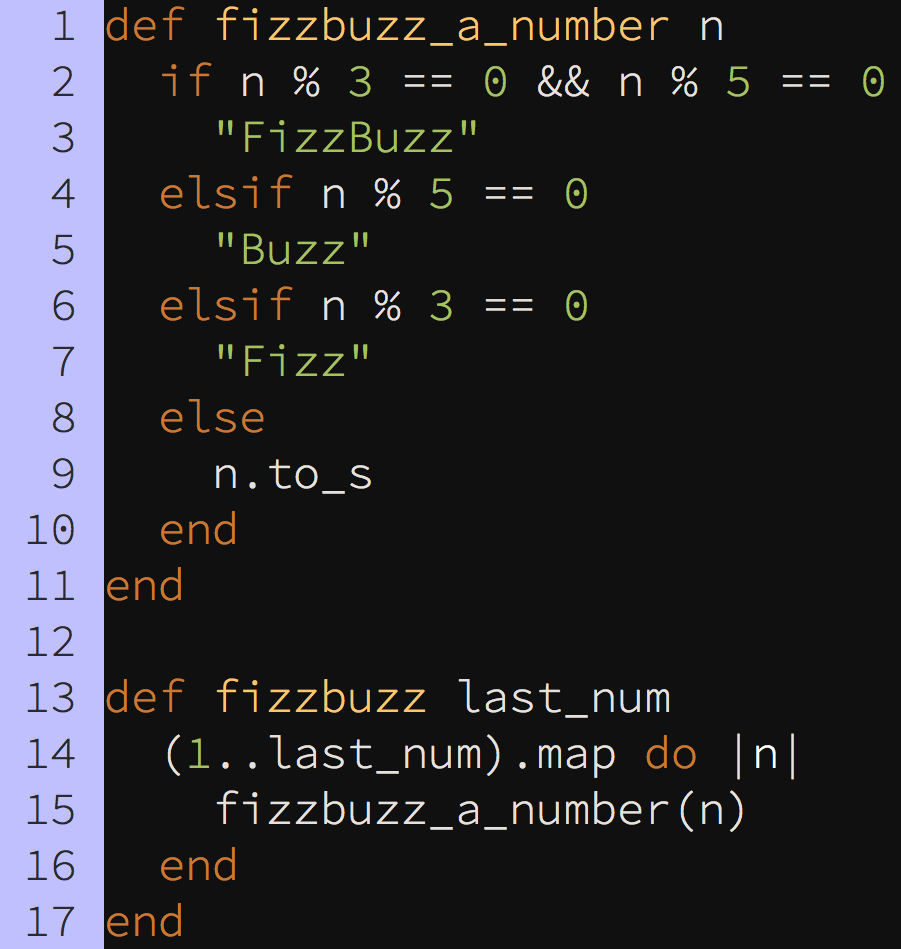 1 def fizzbuzz_a_number n
2   if n % 3 == 0 && n % 5 == 0
3     "FizzBuzz"
4   elsif n % 5 == 0
5     "Buzz"
6   elsif n % 3 == 0
7     "Fizz"
8   else
9     n.to_s
10   end
11 end
12
13 def fizzbuzz last_num
14   (1..last_num).map do |n|
15     fizzbuzz_a_number(n)
16   end
17 end